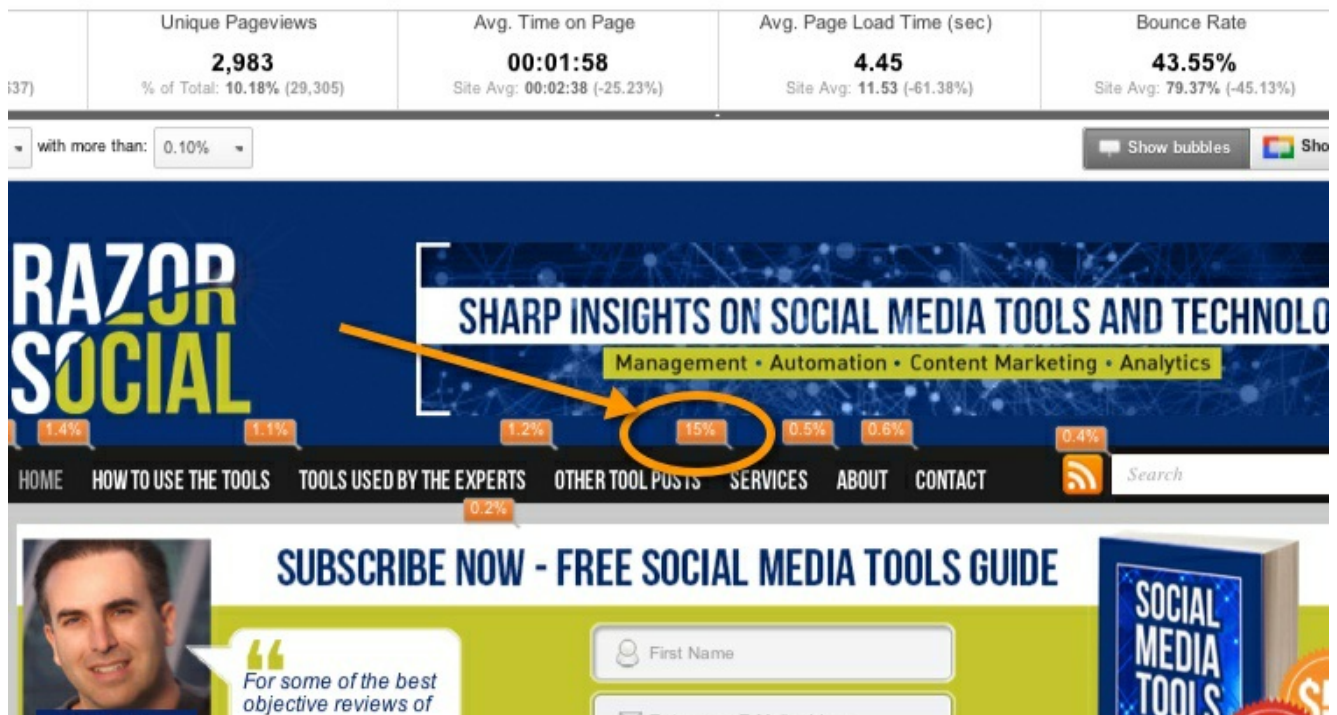 Unique Pageviews
Avg. Time on Page
Avg. Page Load Time (sec)
Bounce Rate
2,983
00:01:58
4.45
43.55%
% of Total: 10.18% (29,305)
Site Avg: 00:02:38 (-25.23%)
Site Avg: 11.53 (-61.38%)
Site Avg: 79.37% (-45.13%)
with more than: 0.10%
Show bubbles
RAZOR
SOCIAL
SHARP INSIGHTS ON SOCIAL MEDIA TOOLS AND
Management • Automation • Content Marketing • Analytics
1.4% 1.1% 1.2% 15% 0.5% 0.6% 0.4%
HOME HOW TO USE THE TOOLS TOOLS USED BY THE EXPERTS OTHER TOOL POSTS SERVICES ABOUT CONTACT Search
0.2%
SUBSCRIBE NOW - FREE SOCIAL MEDIA TOOLS GUIDE
For some of the best
objective reviews of
First Name
SOCIAL
MEDIA
TOOLS